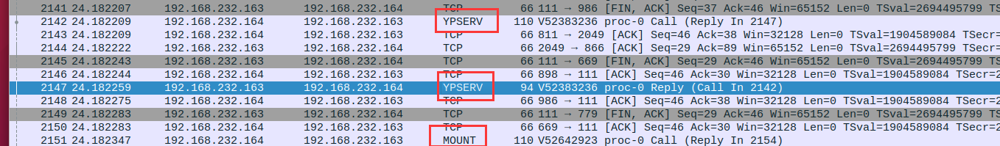 2141 24.182207 192.168.232.163 192.168.232.164 TCP 66 111 → 986 [FIN, ACK] Seq=37 Ack=46 Win=65152 Len=0 TSval=2694495799 TS
2142 24.182209 192.168.232.164 192.168.232.163 YPSERV 110 V52383236 proc-0 Call (Reply In 2147)
2143 24.182209 192.168.232.164 192.168.232.163 TCP 66 811 → 2049 [ACK] Seq=46 Ack=38 Win=32128 Len=0 TSval=1904589084 TSecr=
2144 24.182222 192.168.232.163 192.168.232.164 TCP 66 2049 → 866 [ACK] Seq=29 Ack=89 Win=65152 Len=0 TSval=2694495799 TSecr=
2145 24.182243 192.168.232.163 192.168.232.164 TCP 66 111 → 669 [FIN, ACK] Seq=29 Ack=46 Win=65152 Len=0 TSval=2694495799 TS
2146 24.182244 192.168.232.164 192.168.232.163 TCP 66 898 → 111 [ACK] Seq=46 Ack=30 Win=32128 Len=0 TSval=1904589084 TSecr=2
2147 24.182259 192.168.232.163 192.168.232.164 YPSERV 94 V52383236 proc-0 Reply (Call In 2142)
2148 24.182275 192.168.232.164 192.168.232.163 TCP 66 986 → 111 [ACK] Seq=46 Ack=38 Win=32128 Len=0 TSval=1904589084 TSecr=2
2149 24.182283 192.168.232.163 192.168.232.164 TCP 66 111 → 779 [FIN, ACK] Seq=29 Ack=46 Win=65152 Len=0 TSval=2694495799 TS
2150 24.182283 192.168.232.164 192.168.232.163 TCP 66 669 → 111 [ACK] Seq=46 Ack=30 Win=32128 Len=0 TSval=1904589084 TSecr=2
2151 24.182347 192.168.232.164 192.168.232.163 MOUNT 110 V52642923 proc-0 Call (Reply In 2154)